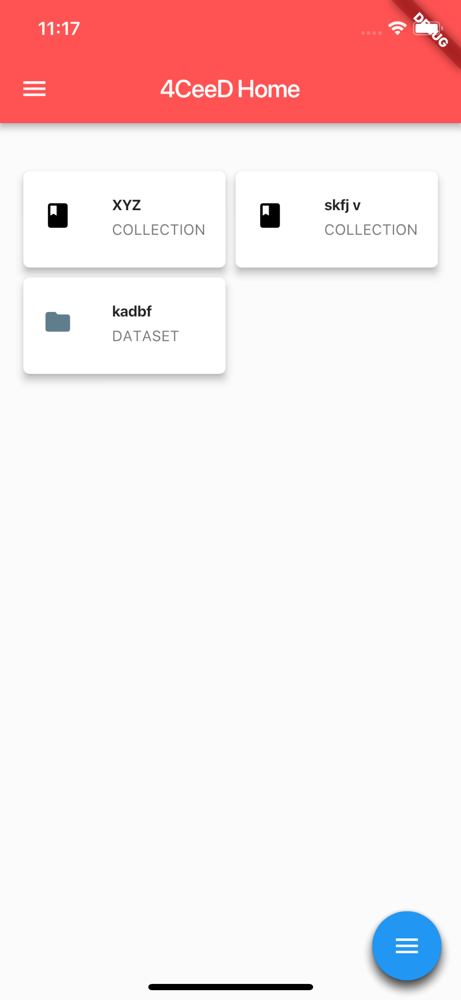 11:17
DEBUG
4CeeD Home
XYZ
COLLECTION
skfj v
COLLECTION
kadbf
DATASET